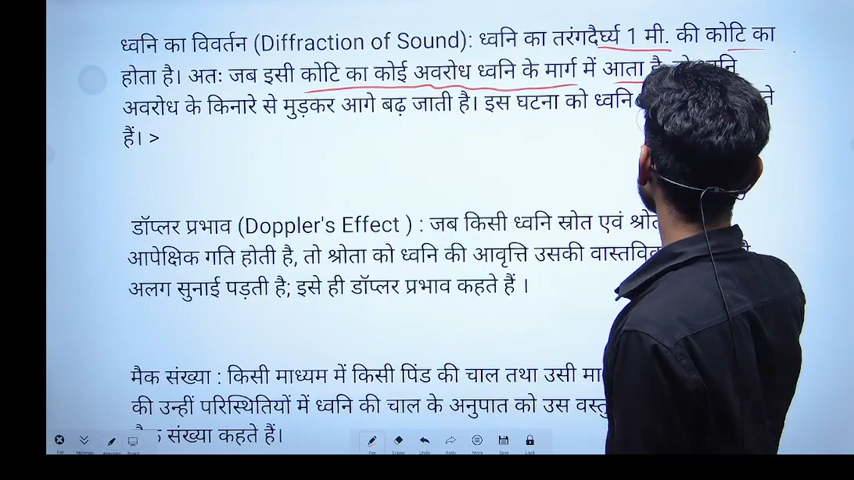 ध्वनि का विवर्तन (Diffraction of Sound): ध्वनि का तरंगदैर्घ्य 1 मी. की कोटि का
होता है। अतः जब इसी कोटि का कोई अवरोध ध्वनि के मार्ग में आता
अवरोध के किनारे से मुड़कर आगे बढ़ जाती है। इस घटना को ध्वनि
हैं। >
डॉप्लर प्रभाव (Doppler's Effect ) : जब किसी ध्वनि स्रोत एवं
आपेक्षिक गति होती है, तो श्रोता को ध्वनि की आवृत्ति उसकी
अलग सुनाई पड़ती है; इसे ही डॉप्लर प्रभाव कहते हैं ।
मैक संख्या : किसी माध्यम में किसी पिंड की चाल तथा उसी
की उन्हीं परिस्थितियों में ध्वनि की चाल के अनुपात को उस
संख्या कहते हैं।